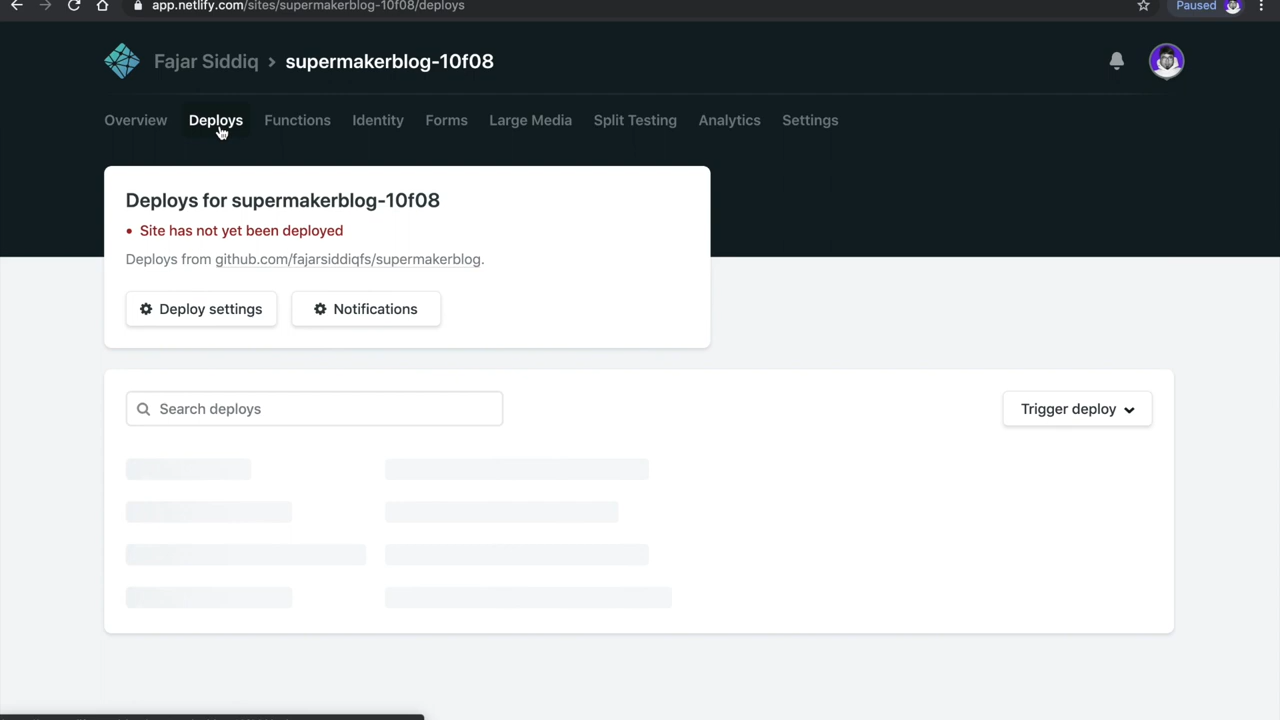 app.netlify.com/sites/supermakerblog-10f08/deploys
Paused
Fajar Siddiq > supermakerblog-10f08
Overview Deploys Functions Identity Forms Large Media Split Testing Analytics Settings
Deploys for supermakerblog-10f08
• Site has not yet been deployed
Deploys from github.com/fajarsiddiqfs/supermakerblog.
Deploy settings Notifications
Search deploys Trigger deploy